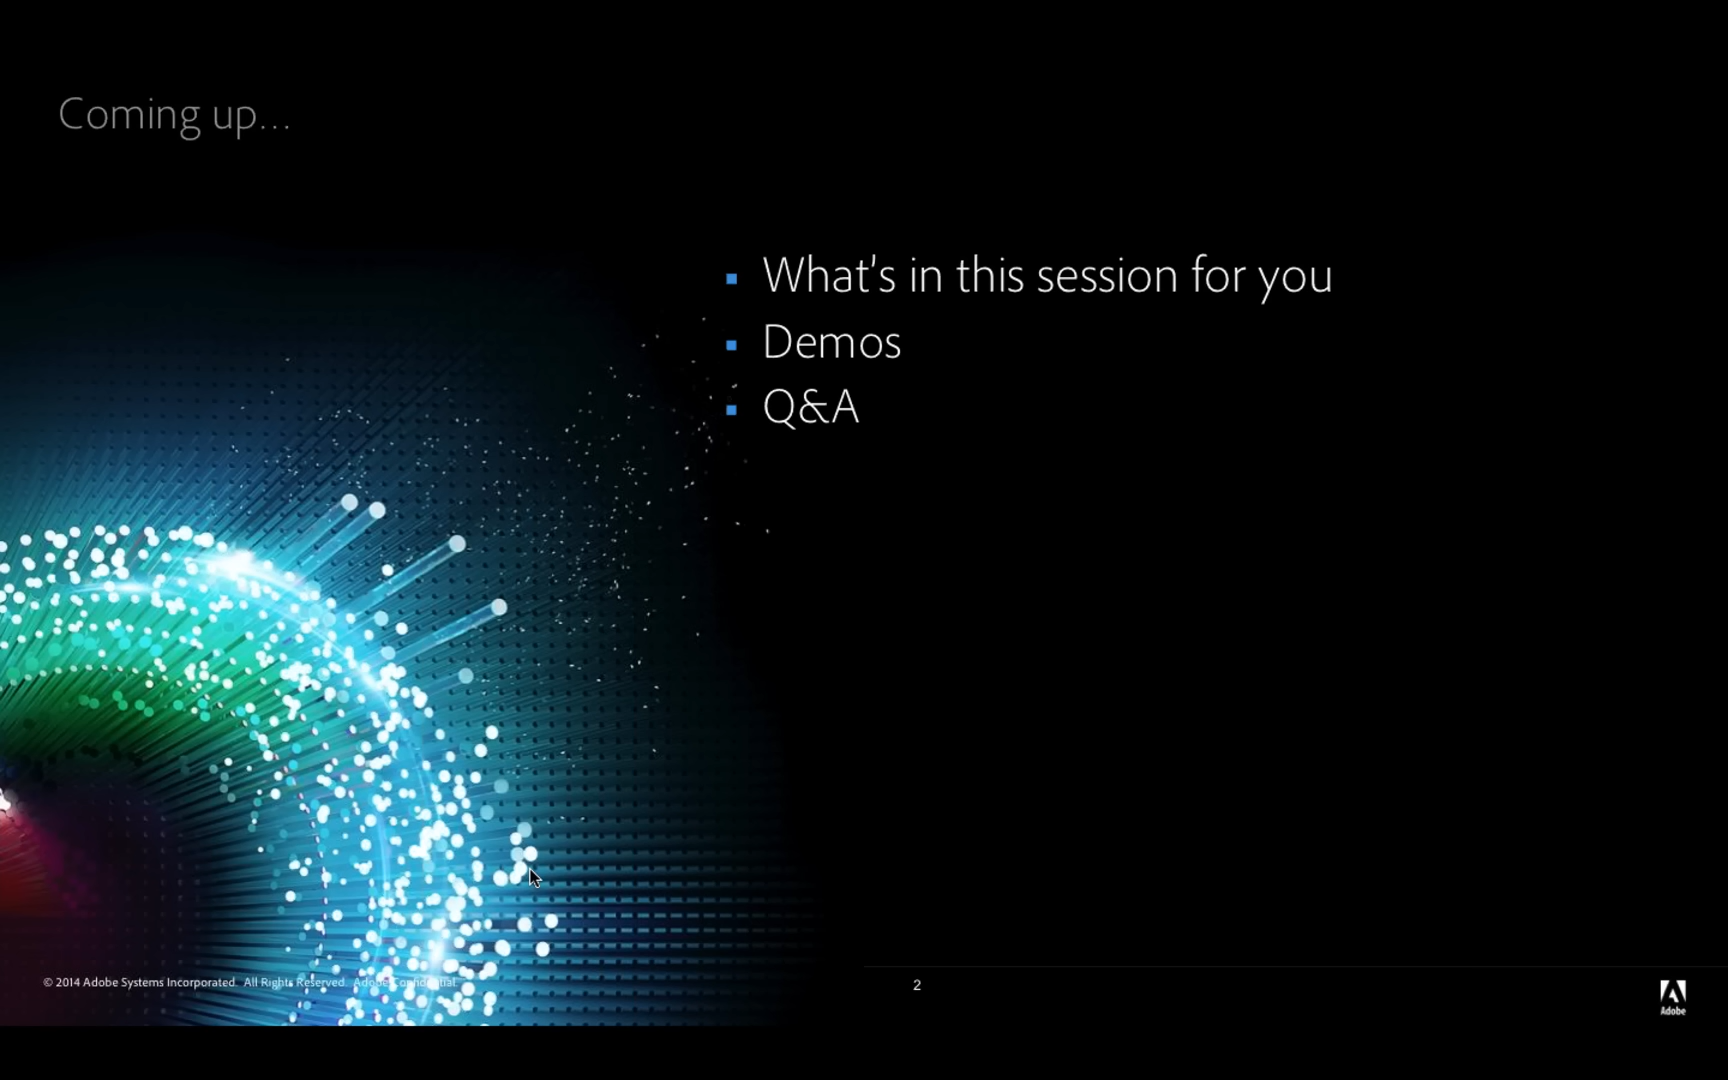 Coming up...
What's in this session for you
Demos
Q&A
© 2014 Adobe Systems Incorporated. All Rights Reserved. Adobe Confidential.
2
Adobe